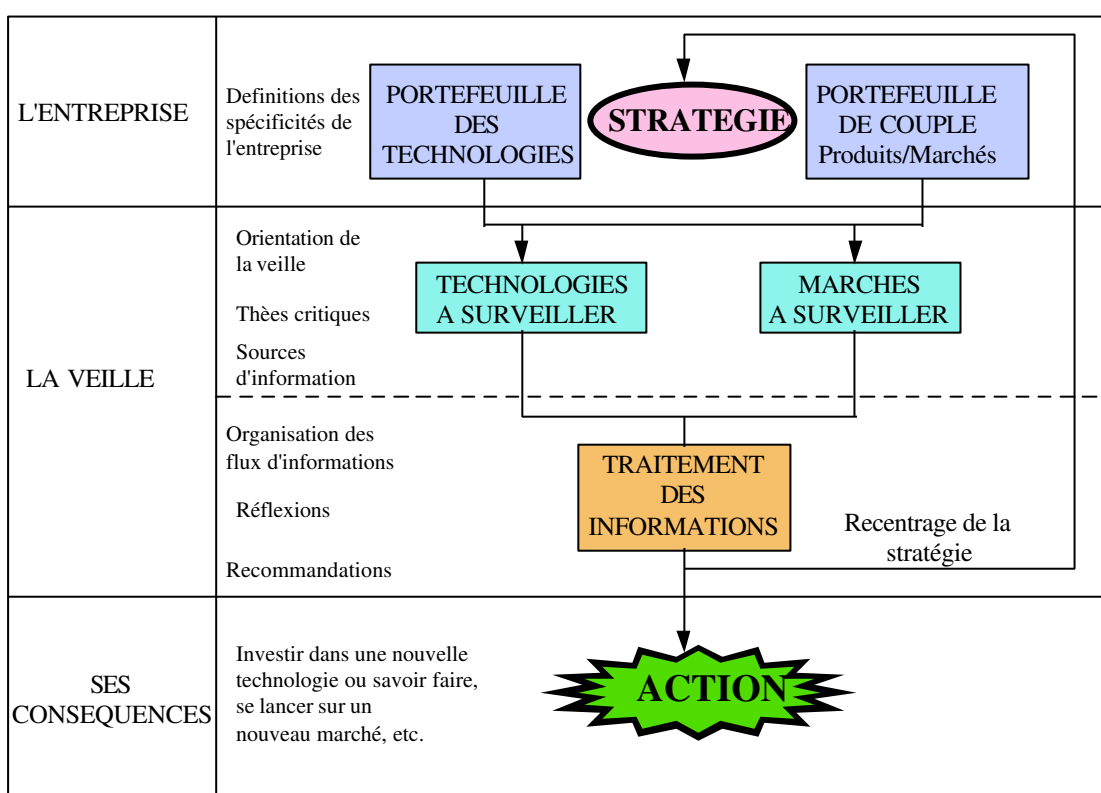 L'ENTREPRISE
Definitions des
spécificités de
l'entreprise
PORTEFEUILLE
DES
TECHNOLOGIES
STRATEGIE
PORTEFEUILLE
DE COUPLE
Produits/Marchés
LA VEILLE
Orientation de
la veille
Thèes critiques
Sources
d'information
TECHNOLOGIES
A SURVEILLER
MARCHES
A SURVEILLER
Organisation des
flux d'informations
Réflexions
Recommandations
TRAITEMENT
DES
INFORMATIONS
Recentrage de la
stratégie
SES
CONSEQUENCES
Investir dans une nouvelle
technologie ou savoir faire,
se lancer sur un
nouveau marché, etc.
ACTION